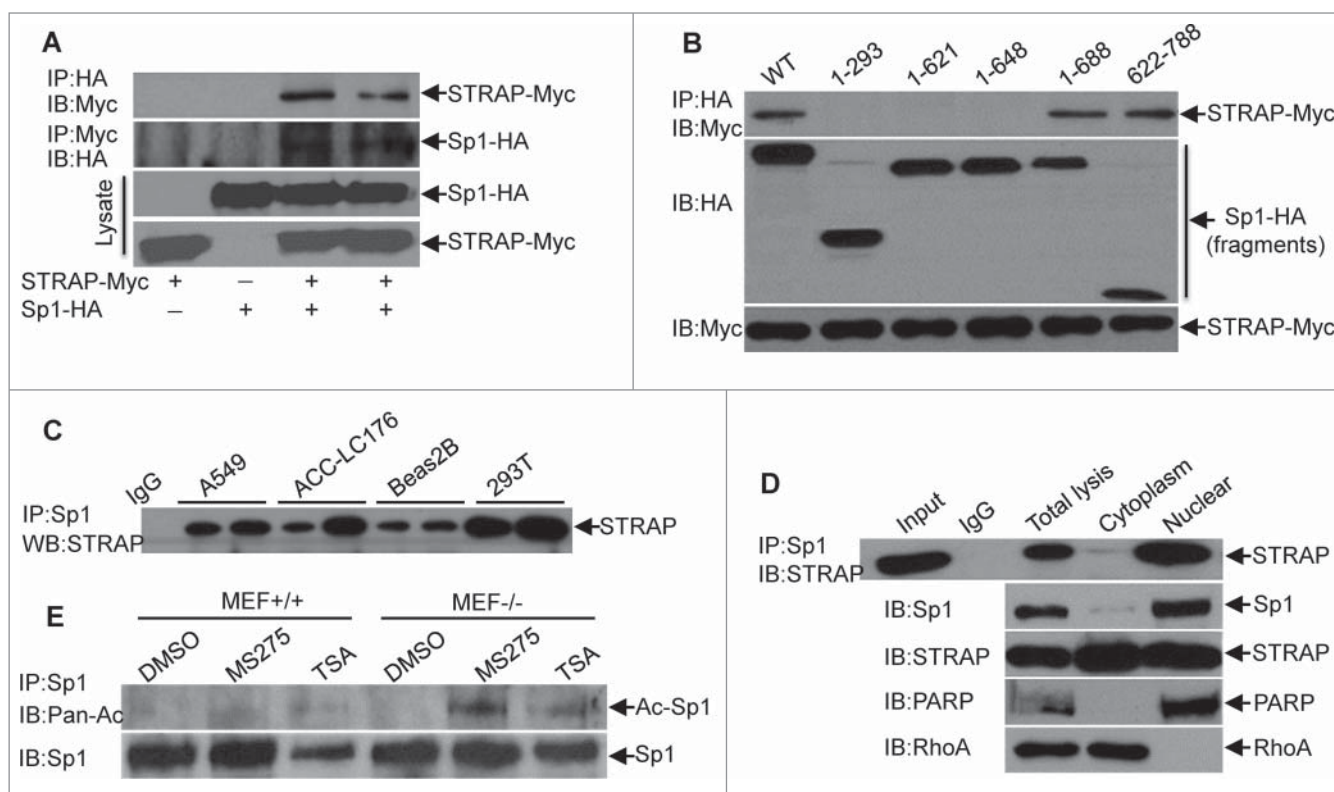 A
IP:HA
IB:Myc
STRAP-Myc
IP:Myc
IB:HA
Sp1-HA
Lysate
Sp1-HA
STRAP-Myc
STRAP-Myc + – + +
Sp1-HA – + + +
B
WT 1-293 1-621 1-648 1-688 622-788
IP:HA
IB:Myc
STRAP-Myc
IB:HA
Sp1-HA
(fragments)
IB:Myc
STRAP-Myc
C
IgG A549 ACC-LC176 Beas2B 293T
IP:Sp1
WB:STRAP
STRAP
D
Input IgG Total lysis Cytoplasm Nuclear
IP:Sp1
IB:STRAP
STRAP
IB:Sp1 Sp1
IB:STRAP STRAP
IB:PARP PARP
IB:RhoA RhoA
E
MEF+/+ MEF-/-
DMSO MS275 TSA DMSO MS275 TSA
IP:Sp1
IB:Pan-Ac
Ac-Sp1
IB:Sp1 Sp1